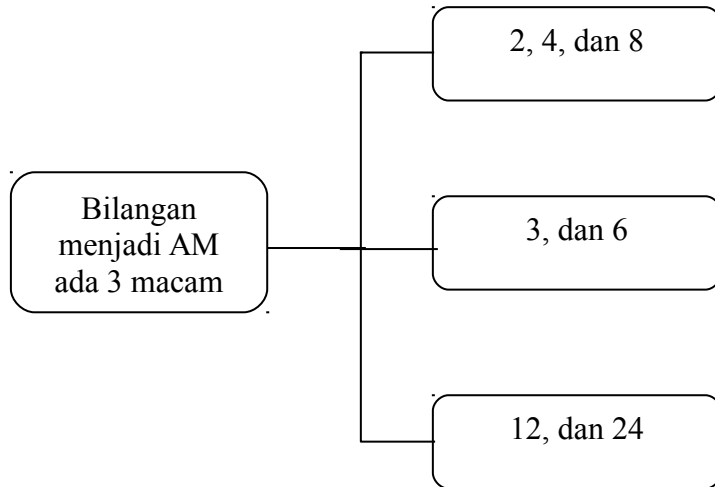 Bilangan
menjadi AM
ada 3 macam
2, 4, dan 8
3, dan 6
12, dan 24